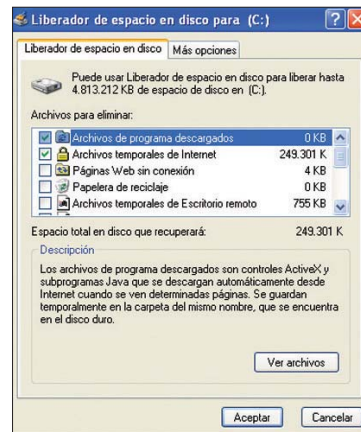 Liberador de espacio en disco para (C:)
Liberador de espacio en disco Más opciones
Puede usar Liberador de espacio en disco para liberar hasta
4.813.212 KB de espacio de disco en (C:).
Archivos para eliminar:
Archivos de programa descargados 0 KB
Archivos temporales de Internet 249.301 K
Páginas Web sin conexión 4 KB
Papelera de reciclaje 0 KB
Archivos temporales de Escritorio remoto 755 KB
Espacio total en disco que recuperará: 249.301 K
Descripción
Los archivos de programa descargados son controles ActiveX y
subprogramas Java que se descargan automáticamente desde
Internet cuando se ven determinadas páginas. Se guardan
temporalmente en la carpeta del mismo nombre, que se encuentra
en el disco duro.
Ver archivos
Aceptar Cancelar